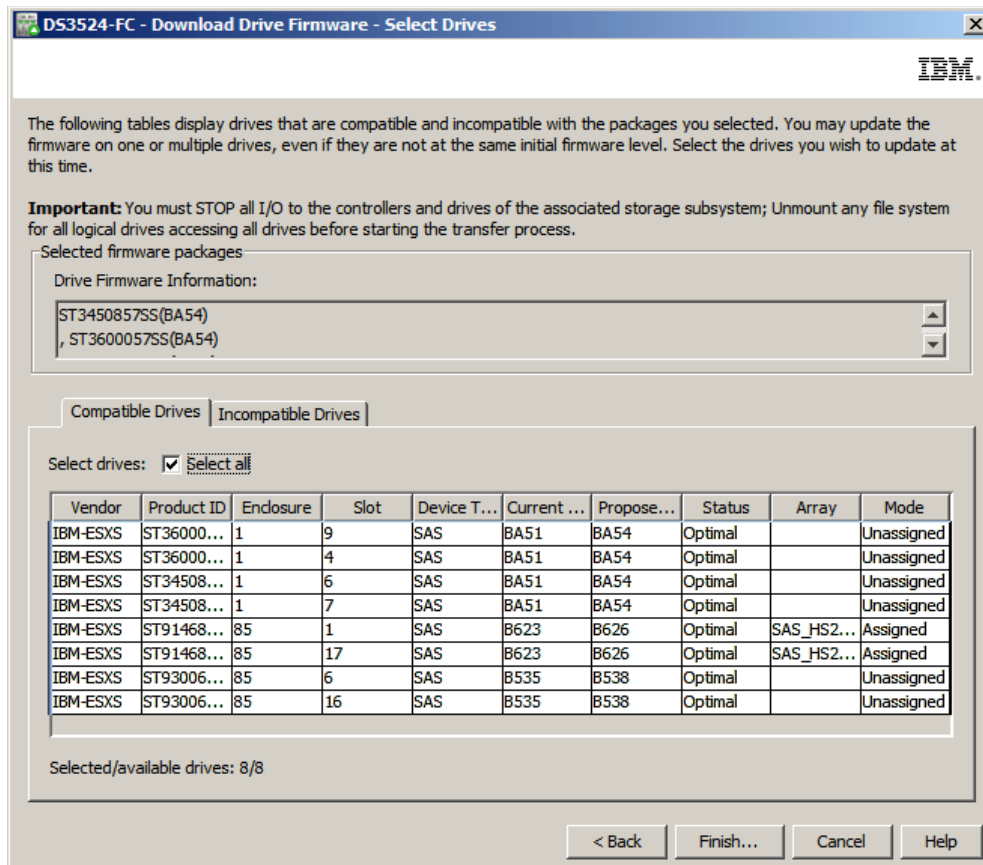 DS3524-FC - Download Drive Firmware - Select Drives
IBM.
The following tables display drives that are compatible and incompatible with the packages you selected. You may update the
firmware on one or multiple drives, even if they are not at the same initial firmware level. Select the drives you wish to update at
this time.
Important: You must STOP all I/O to the controllers and drives of the associated storage subsystem; Unmount any file system
for all logical drives accessing all drives before starting the transfer process.
Selected firmware packages
Drive Firmware Information:
ST3450857SS(BA54)
, ST3600057SS(BA54)
Compatible Drives Incompatible Drives
Select drives: Select all
Vendor Product ID Enclosure Slot Device T... Current ... Propose... Status Array Mode
IBM-ESXS ST36000... 1 9 SAS BA51 BA54 Optimal Unassigned
IBM-ESXS ST36000... 1 4 SAS BA51 BA54 Optimal Unassigned
IBM-ESXS ST34508... 1 6 SAS BA51 BA54 Optimal Unassigned
IBM-ESXS ST34508... 1 7 SAS BA51 BA54 Optimal Unassigned
IBM-ESXS ST91468... 85 1 SAS B623 B626 Optimal SAS_HS2... Assigned
IBM-ESXS ST91468... 85 17 SAS B623 B626 Optimal SAS_HS2... Assigned
IBM-ESXS ST93006... 85 6 SAS B535 B538 Optimal Unassigned
IBM-ESXS ST93006... 85 16 SAS B535 B538 Optimal Unassigned
Selected/available drives: 8/8
< Back Finish... Cancel Help